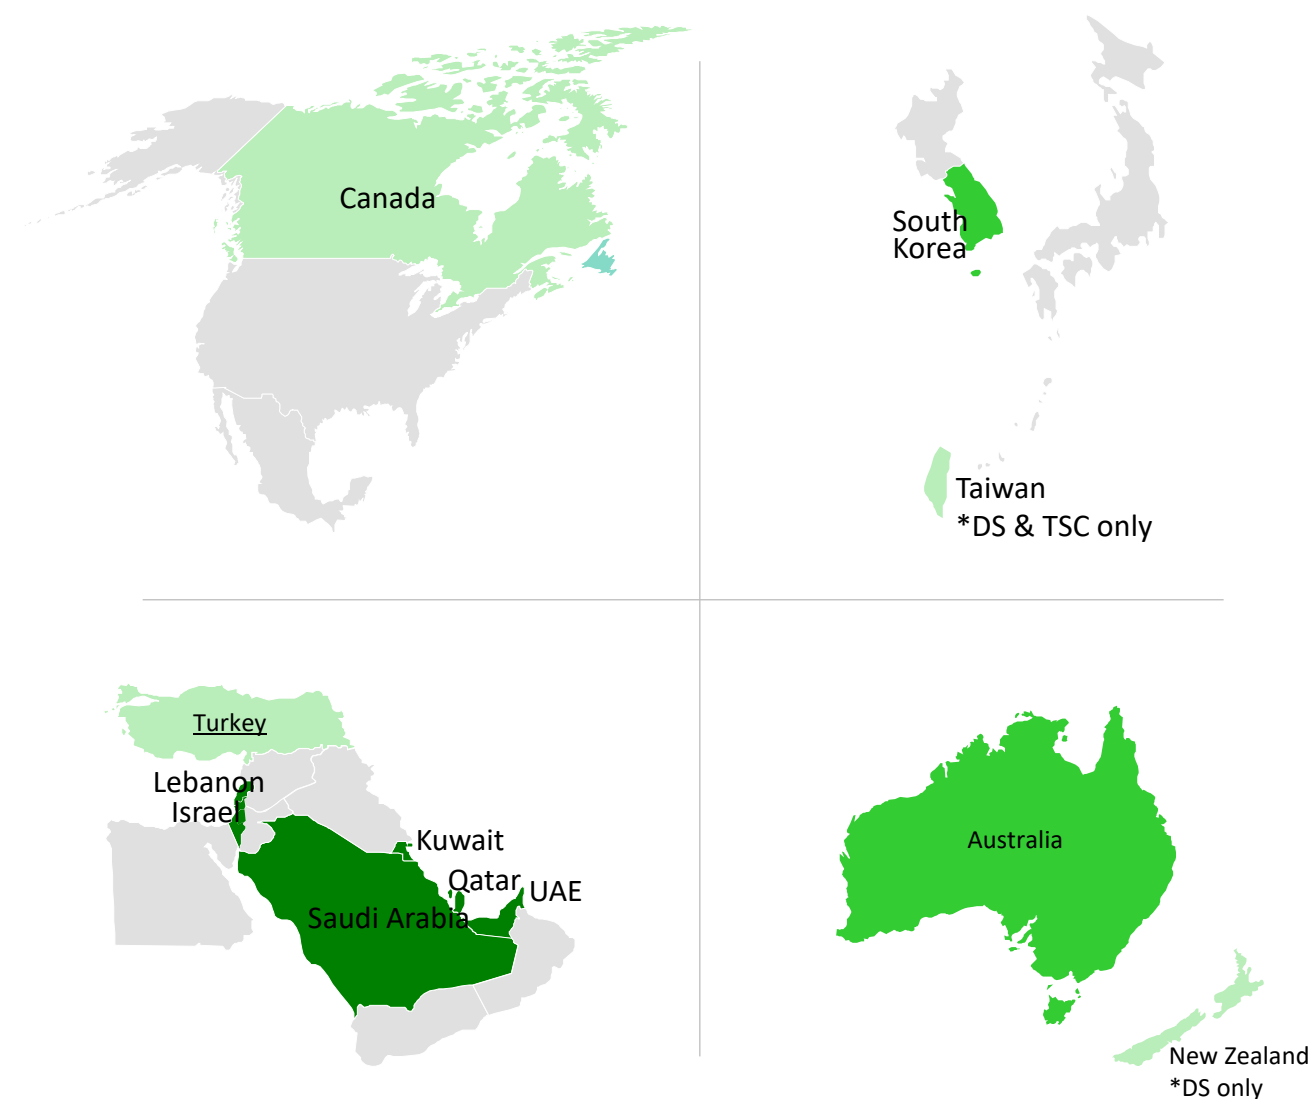 Canada
South
Korea
Taiwan
*DS & TSC only
Turkey
Lebanon
Israel
Kuwait
Qatar
UAE
Saudi Arabia
Australia
New Zealand
*DS only